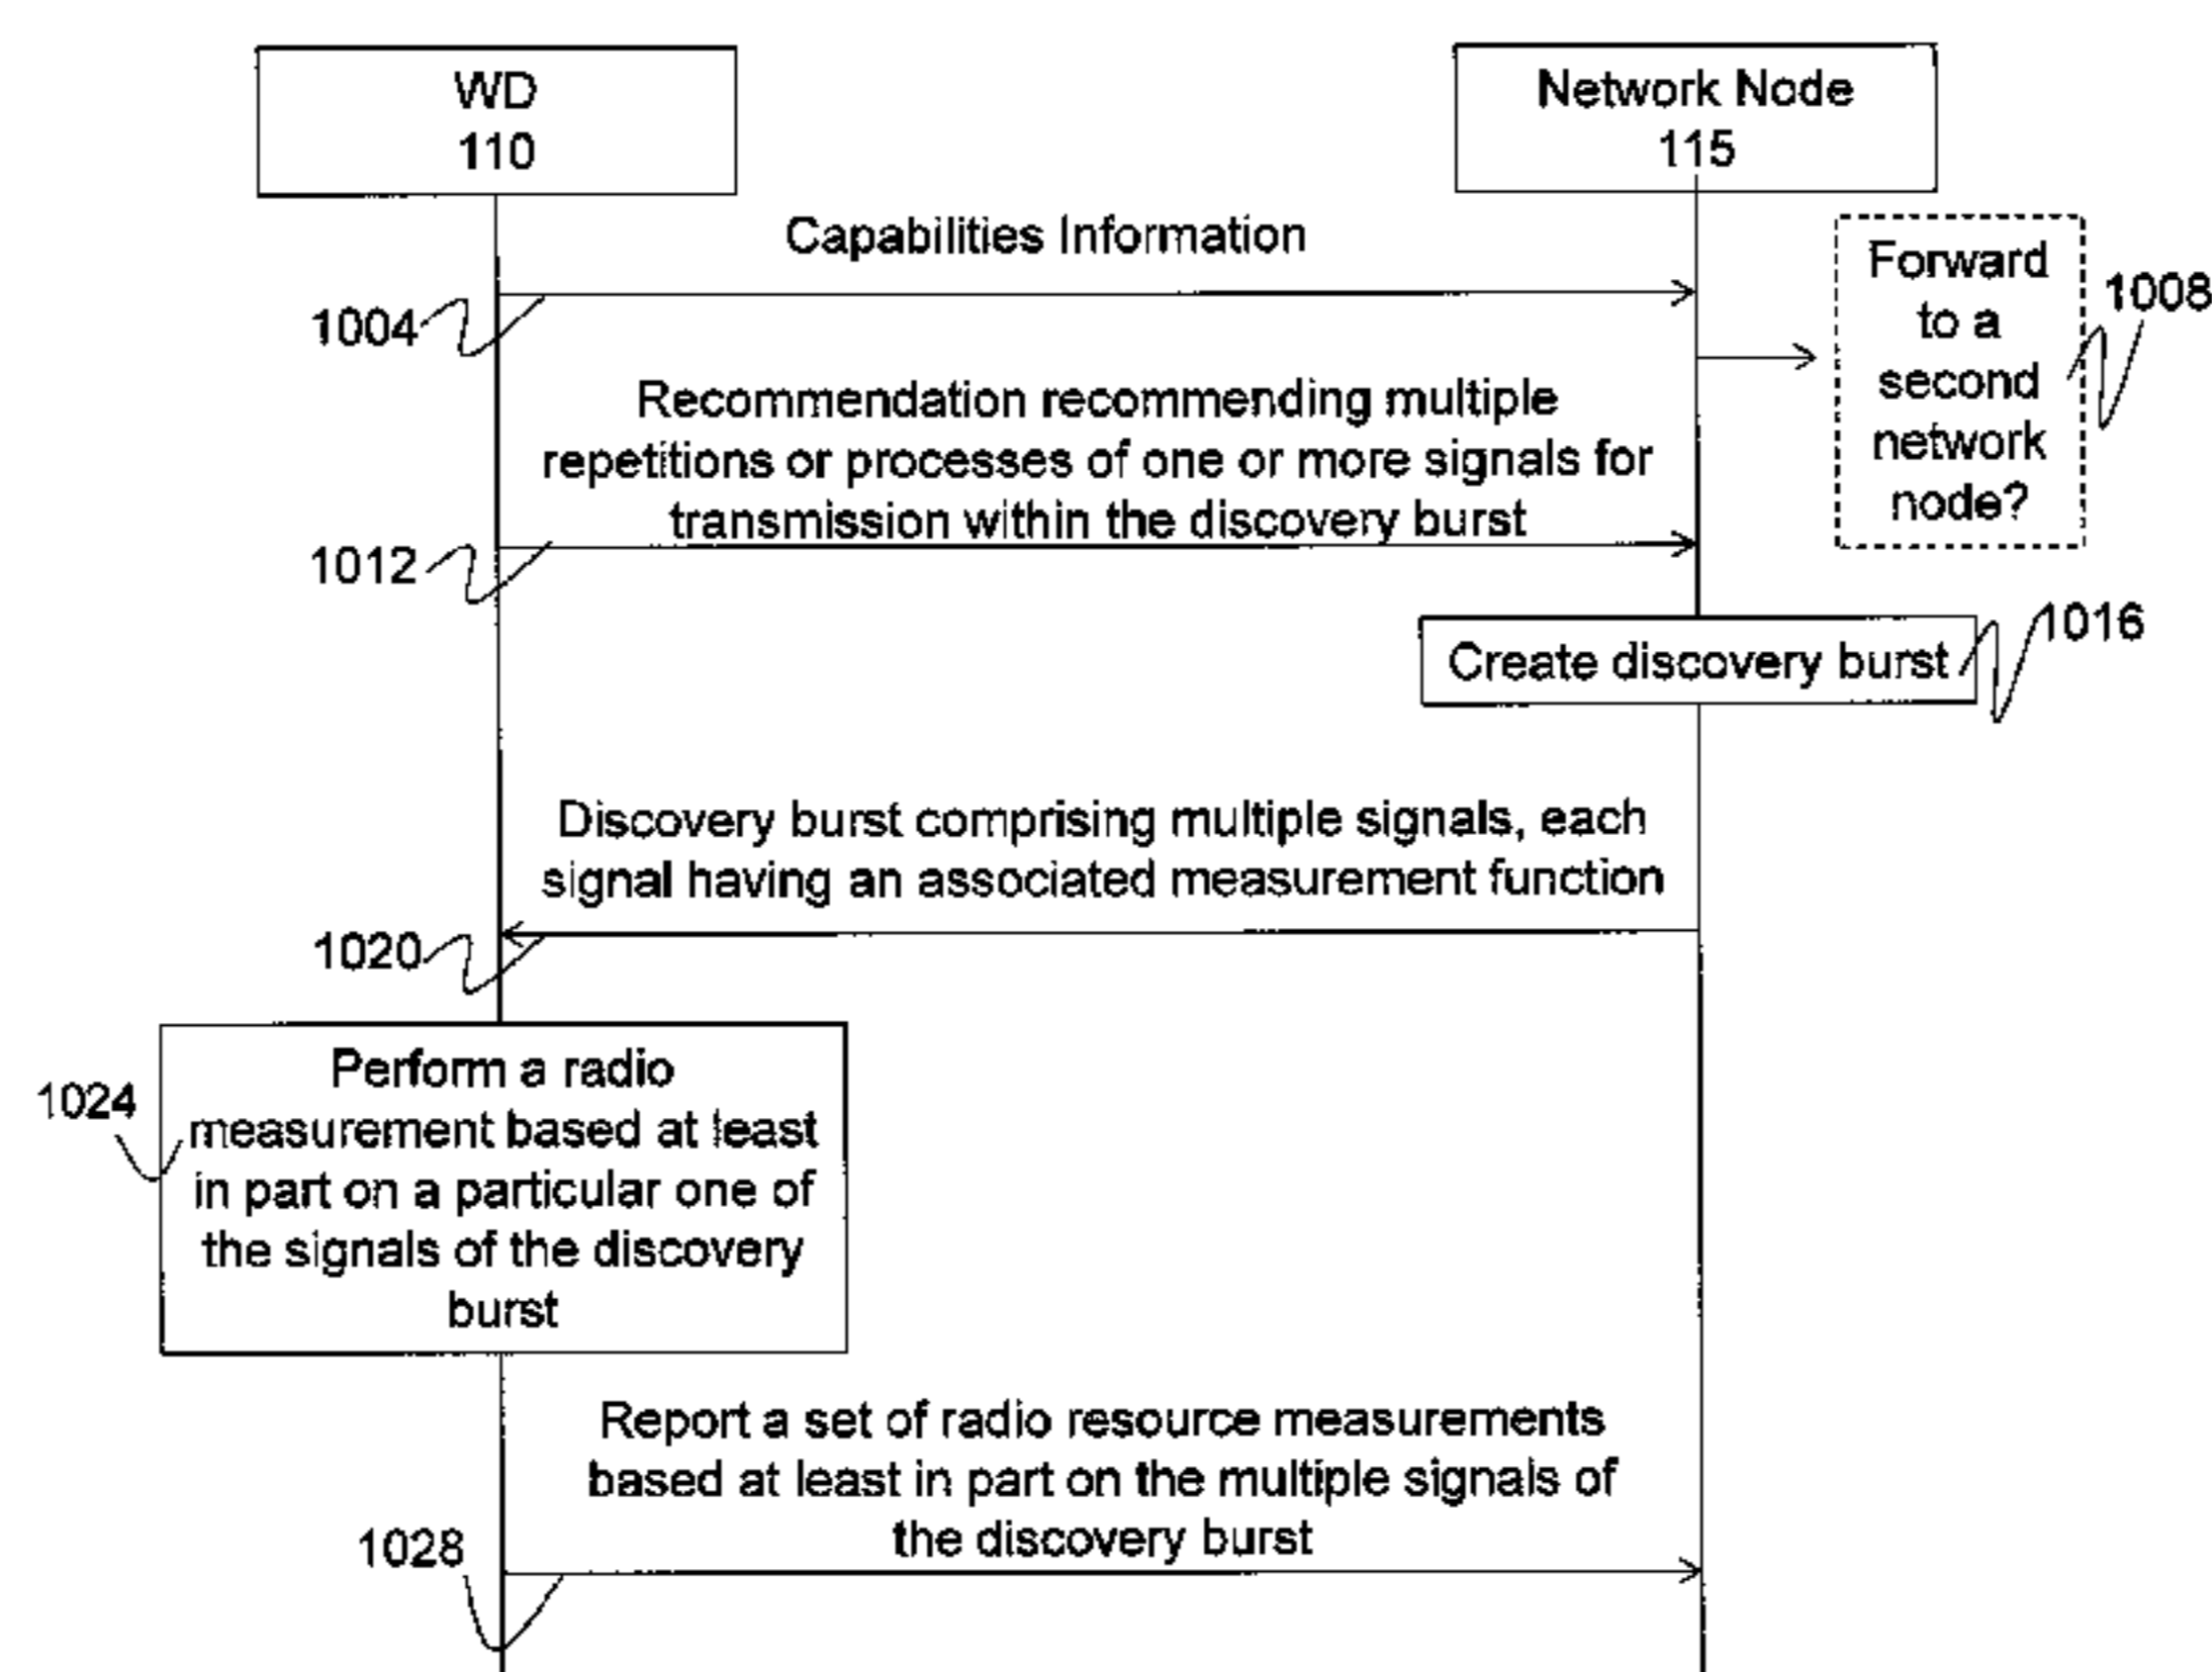 WD
110
Network Node
115
Capabilities Information
1004
Forward
to a
second
network
node?
1008
Recommendation recommending multiple
repetitions or processes of one or more signals for
transmission within the discovery burst
1012
Create discovery burst
1016
Discovery burst comprising multiple signals, each
signal having an associated measurement function
1020
Perform a radio
measurement based at least
in part on a particular one of
the signals of the discovery
burst
1024
Report a set of radio resource measurements
based at least in part on the multiple signals of
the discovery burst
1028